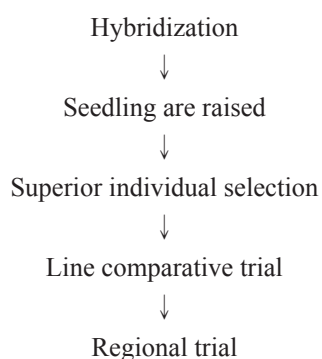 Hybridization
↓
Seedling are raised
↓
Superior individual selection
↓
Line comparative trial
↓
Regional trial